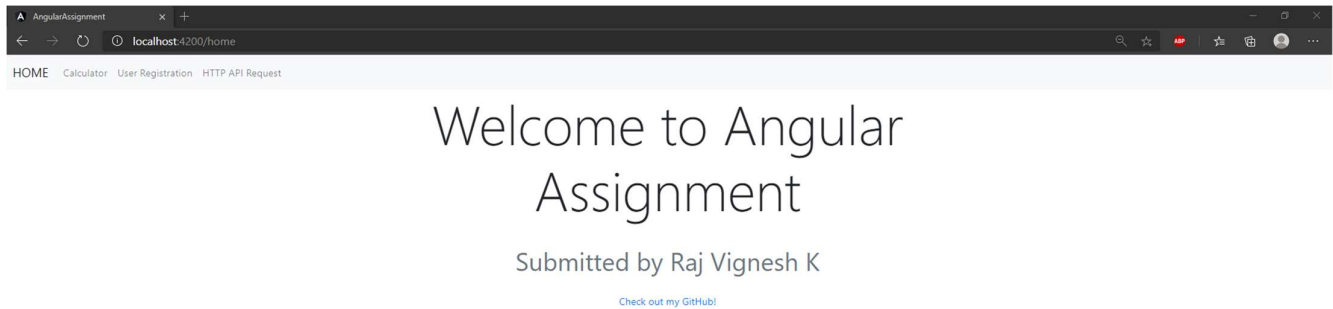 AngularAssignment
localhost:4200/home
ABP
HOME Calculator User Registration HTTP API Request
Welcome to Angular
Assignment
Submitted by Raj Vignesh K
Check out my GitHub!